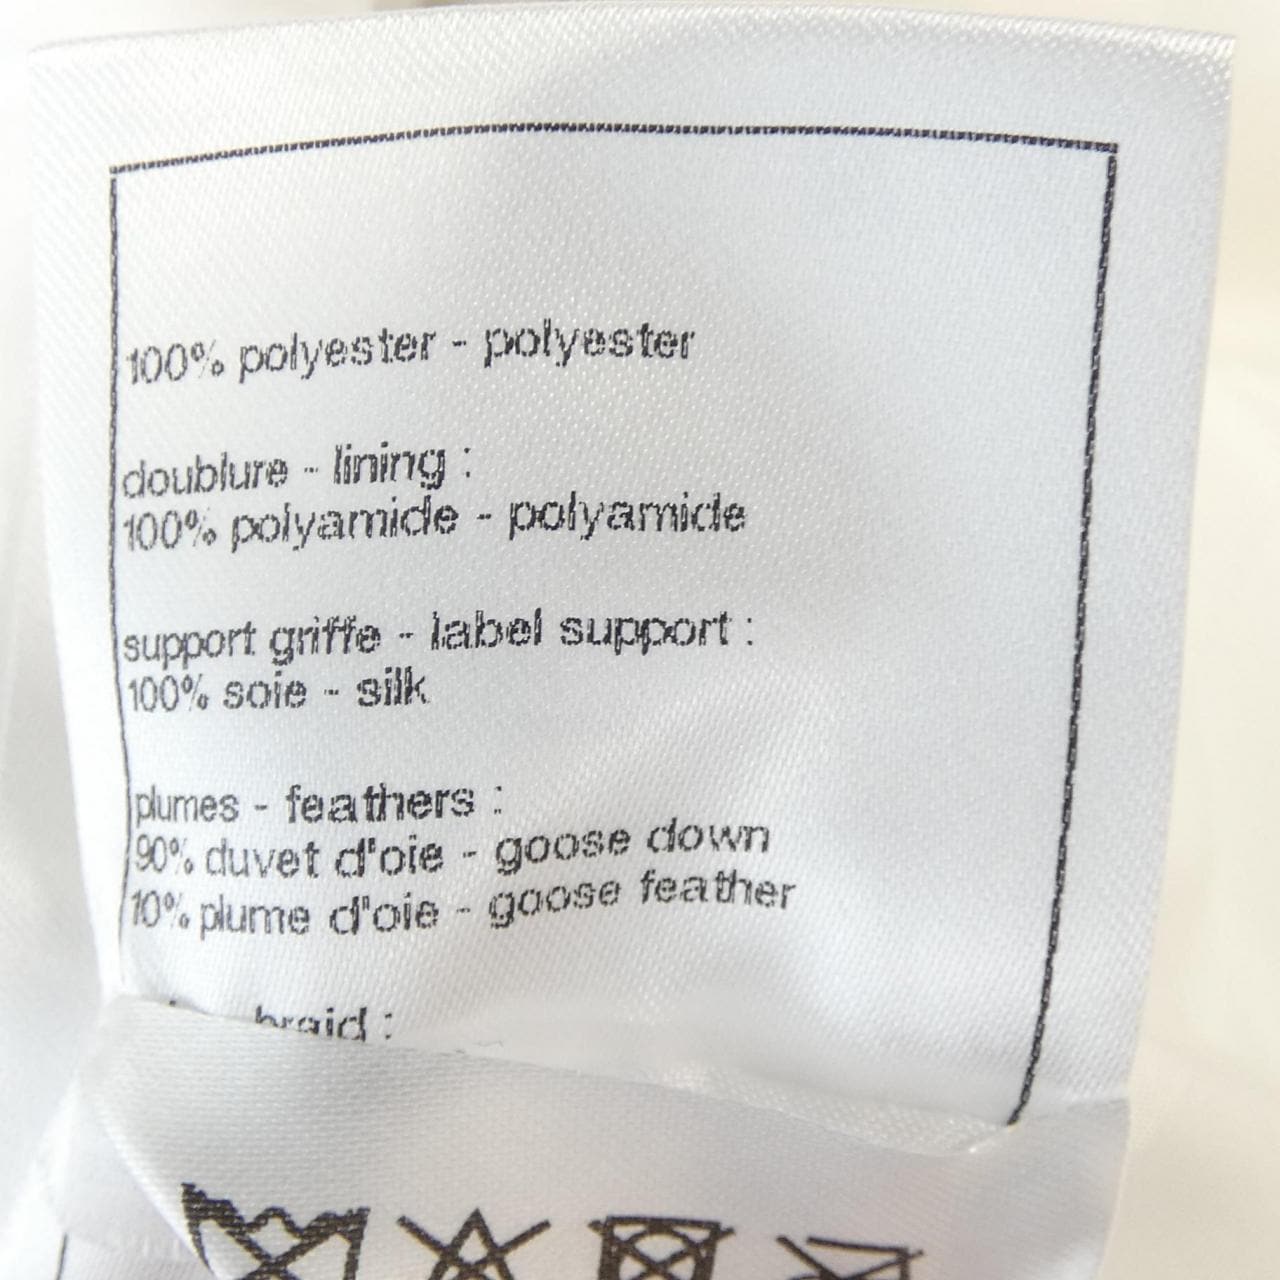 100% polyester - polyester
doublure - lining :
100% polyamide - polyamide
support griffe - label support :
100% soie - silk
plumes - feathers :
90% duvet d'oie - goose down
10% plume d'oie - goose feather
braid :